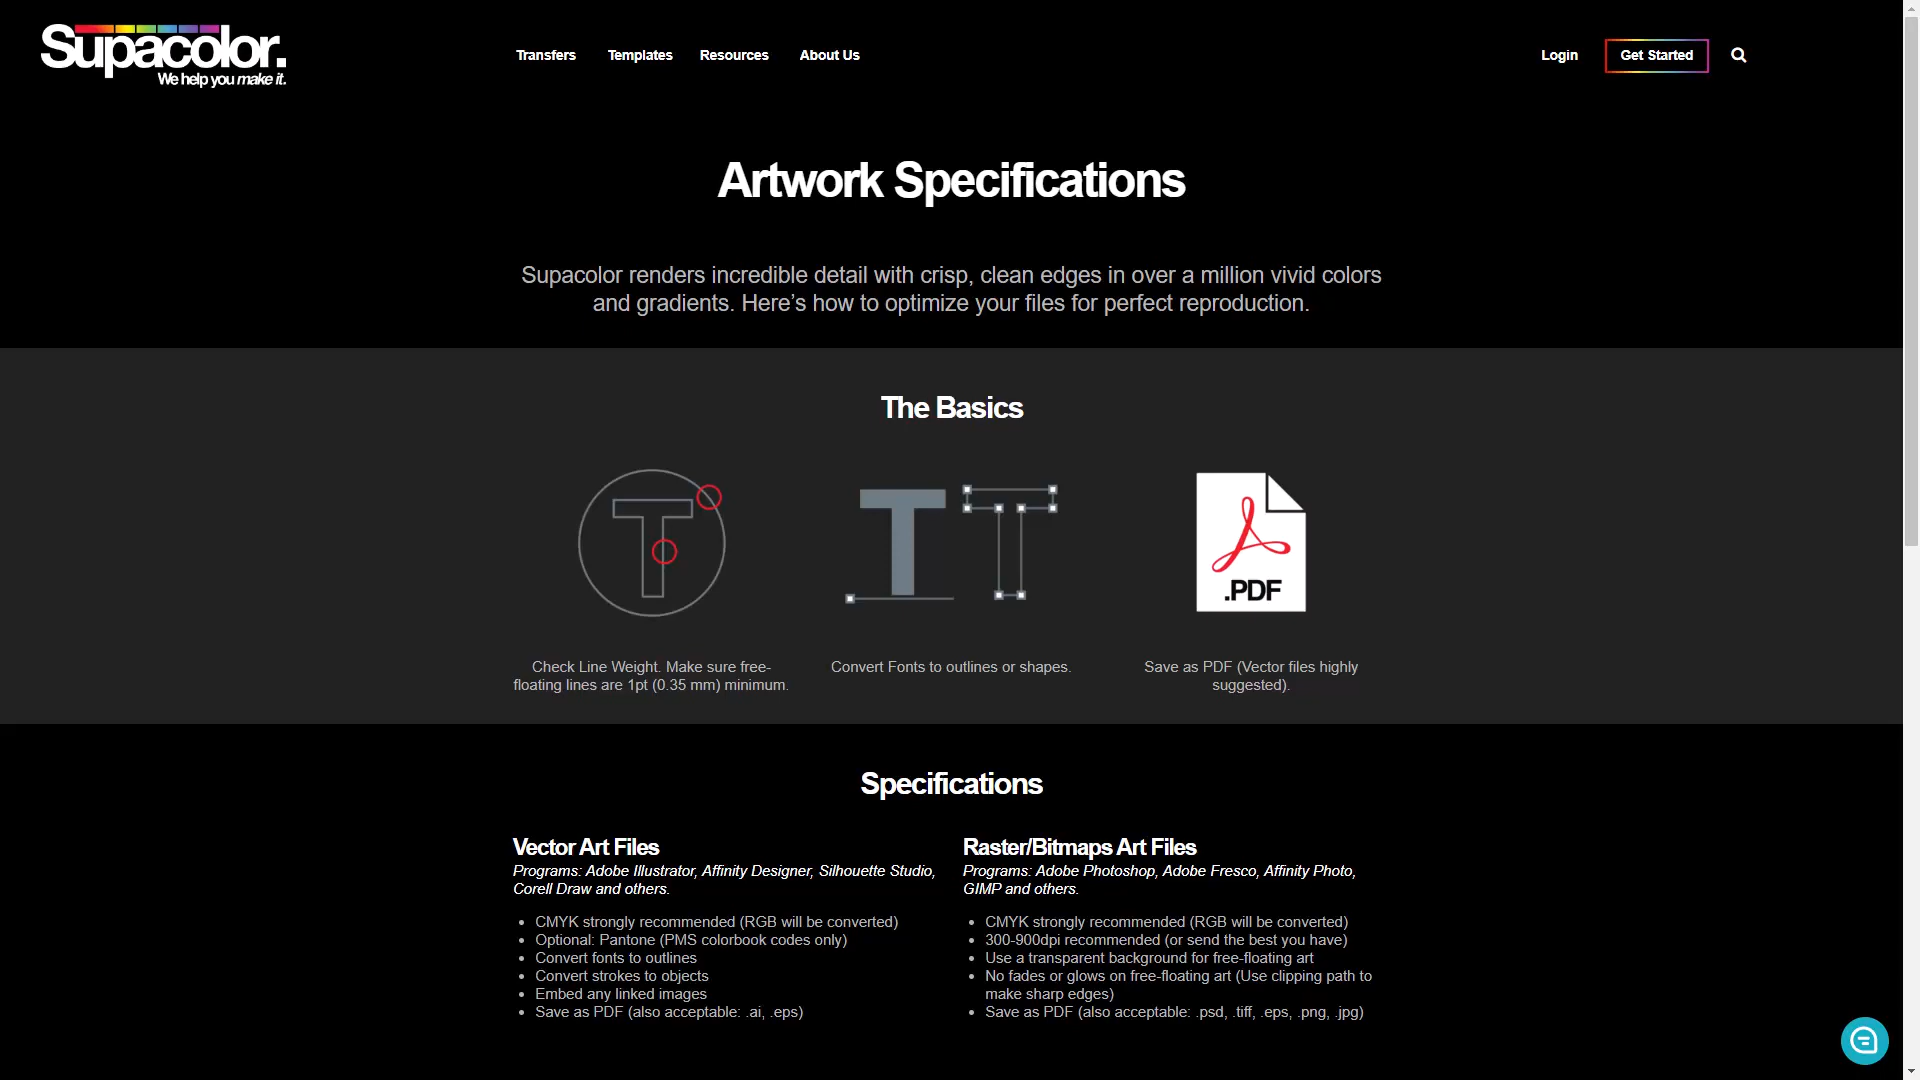 Supacolor.
We help you make it.
Transfers
Templates
Resources
About Us
Login
Get Started
Artwork Specifications
Supacolor renders incredible detail with crisp, clean edges in over a million vivid colors
and gradients. Here’s how to optimize your files for perfect reproduction.
The Basics
T
T T
.PDF
Check Line Weight. Make sure free-
floating lines are 1pt (0.35 mm) minimum.
Convert Fonts to outlines or shapes.
Save as PDF (Vector files highly
suggested).
Specifications
Vector Art Files
Programs: Adobe Illustrator, Affinity Designer, Silhouette Studio,
Corell Draw and others.
• CMYK strongly recommended (RGB will be converted)
• Optional: Pantone (PMS colorbook codes only)
• Convert fonts to outlines
• Convert strokes to objects
• Embed any linked images
• Save as PDF (also acceptable: .ai, .eps)
Raster/Bitmaps Art Files
Programs: Adobe Photoshop, Adobe Fresco, Affinity Photo,
GIMP and others.
• CMYK strongly recommended (RGB will be converted)
• 300-900dpi recommended (or send the best you have)
• Use a transparent background for free-floating art
• No fades or glows on free-floating art (Use clipping path to
make sharp edges)
• Save as PDF (also acceptable: .psd, .tiff, .eps, .png, .jpg)